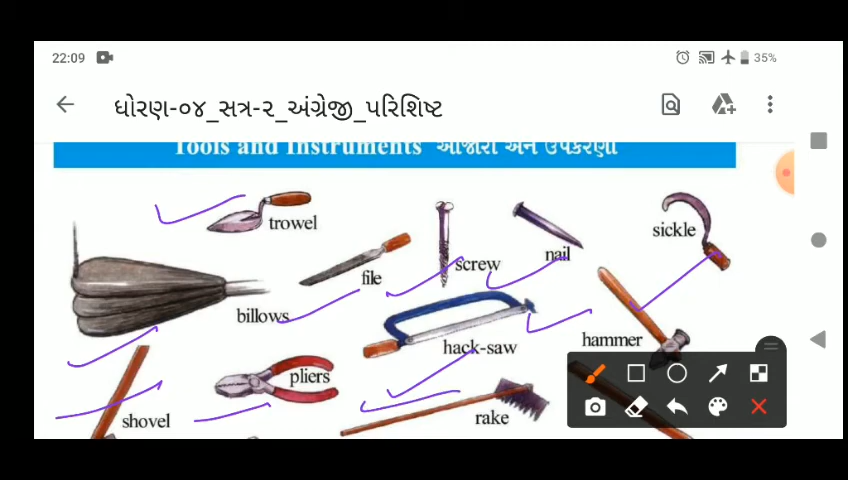 22:09
35%
ધોરણ-૦૪_સત્ર-૨_અંગ્રેજી_પરિશિષ્ટ
Tools and Instruments ઓજારો અને ઉપકરણો
trowel
sickle
screw
nail
file
billows
hammer
hack-saw
pliers
shovel
rake